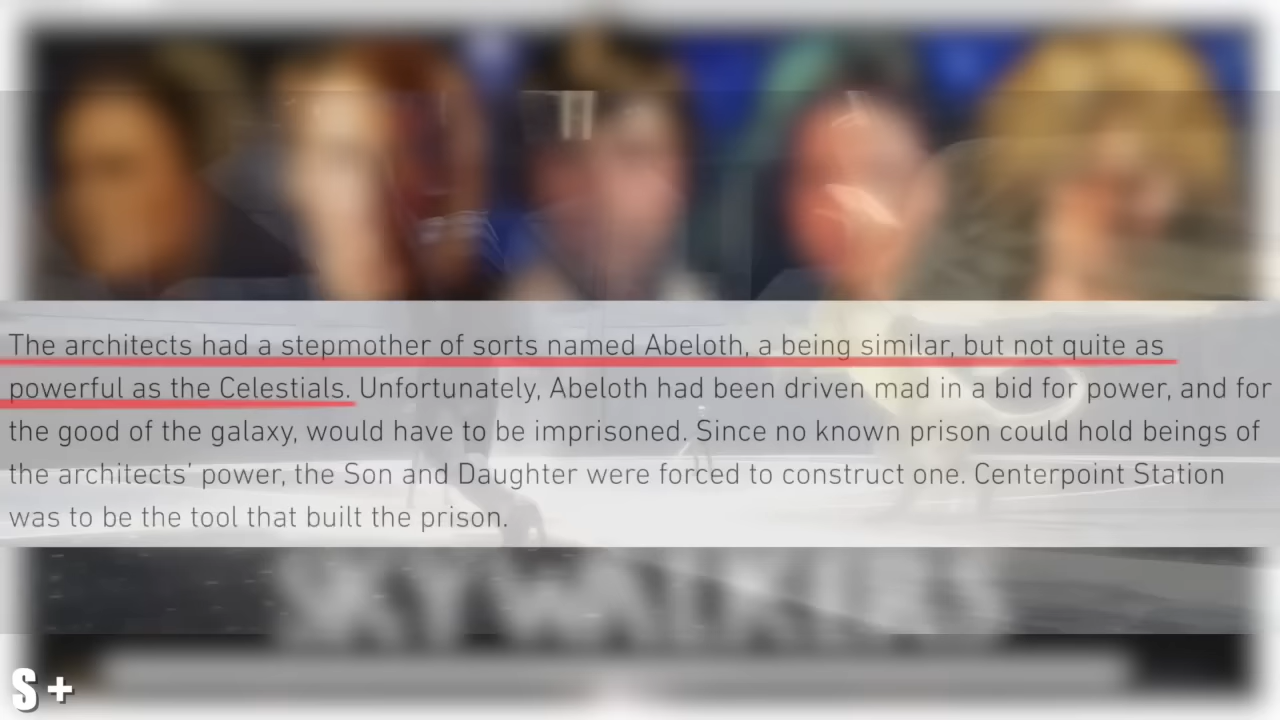 The architects had a stepmother of sorts named Abeloth, a being similar, but not quite as
powerful as the Celestials. Unfortunately, Abeloth had been driven mad in a bid for power, and for
the good of the galaxy, would have to be imprisoned. Since no known prison could hold beings of
the architects’ power, the Son and Daughter were forced to construct one. Centerpoint Station
was to be the tool that built the prison.
SKYWALKERS
S +